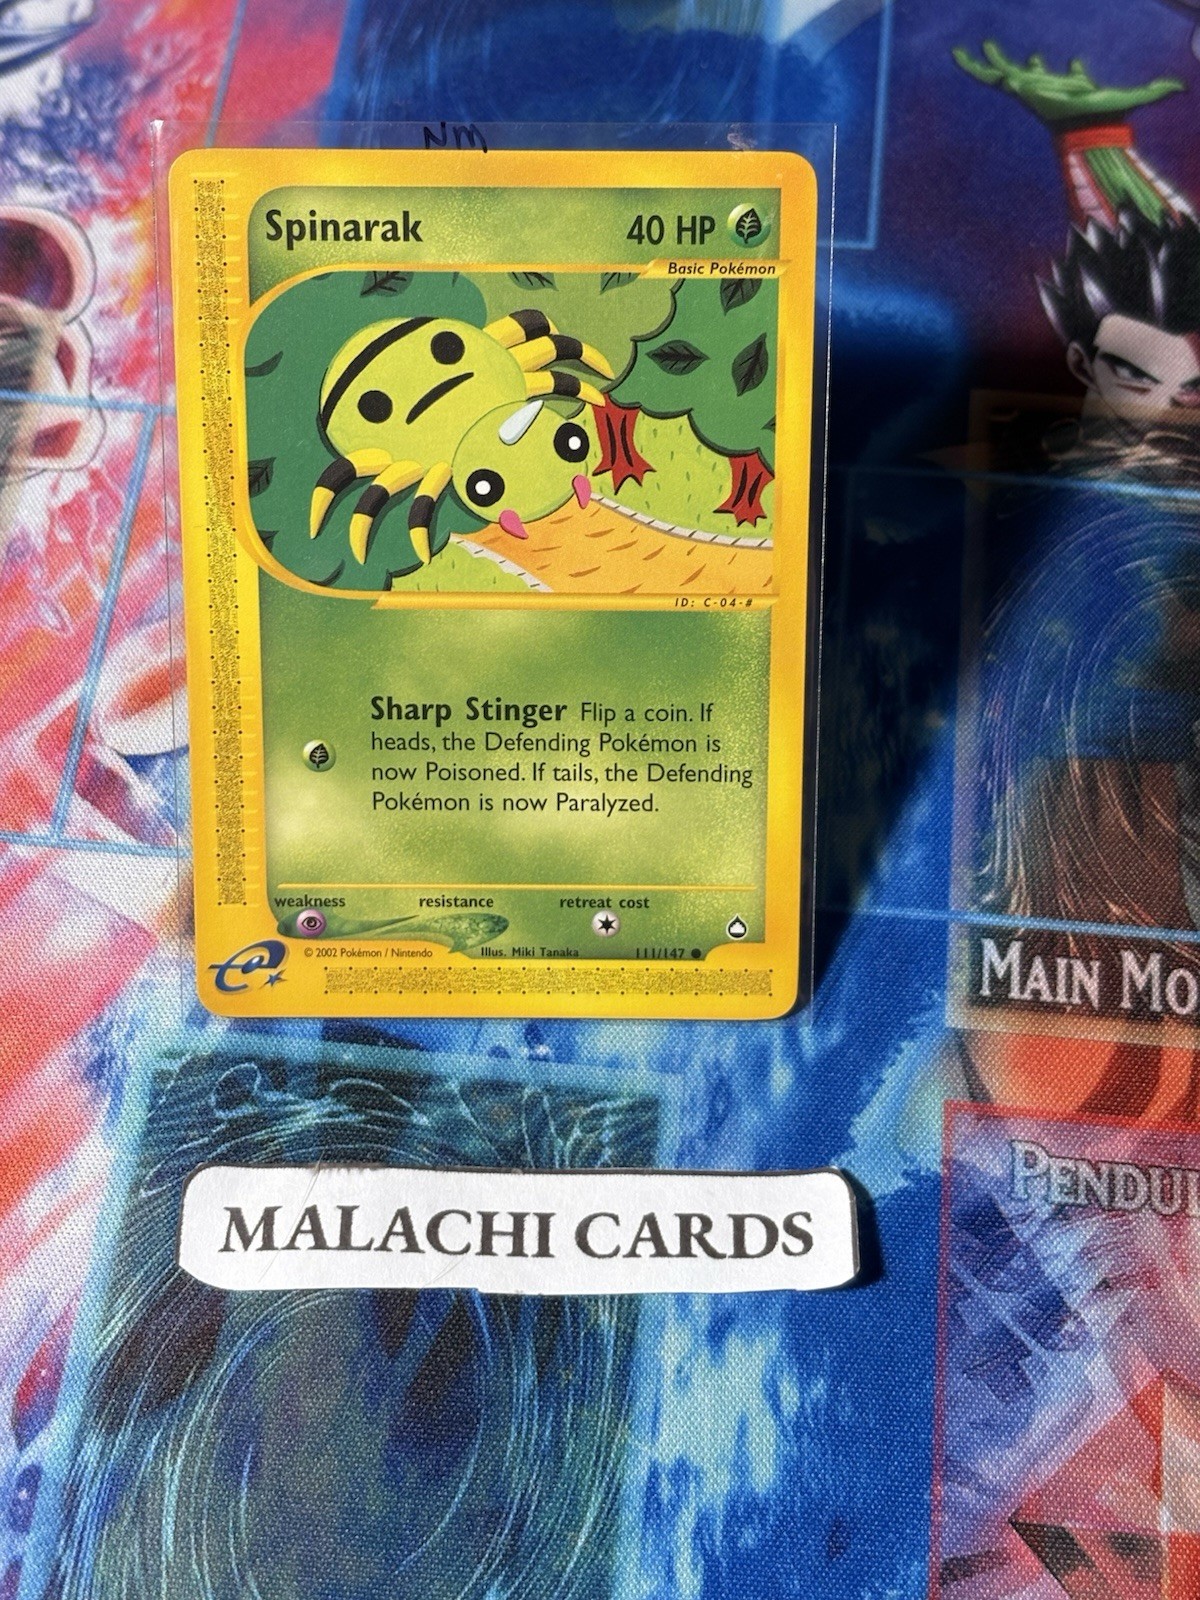 NM
Spinarak 40 HP
Basic Pokémon
ID: C-04-#
Sharp Stinger Flip a coin. If
heads, the Defending Pokémon is
now Poisoned. If tails, the Defending
Pokémon is now Paralyzed.
weakness resistance retreat cost
© 2002 Pokémon / Nintendo Illus. Miki Tanaka 111/147
e
MAIN MO
PENDU
MALACHI CARDS